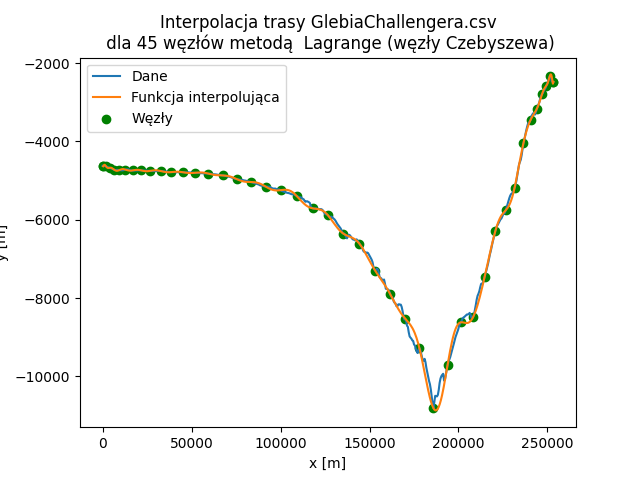 Interpolacja trasy GlebiaChallengera.csv
dla 45 węzłów metodą  Lagrange (węzły Czebyszewa)
Dane
Funkcja interpolująca
Węzły
−2000
−4000
−6000
−8000
−10000
y [m]
0
50000
100000
150000
200000
250000
x [m]